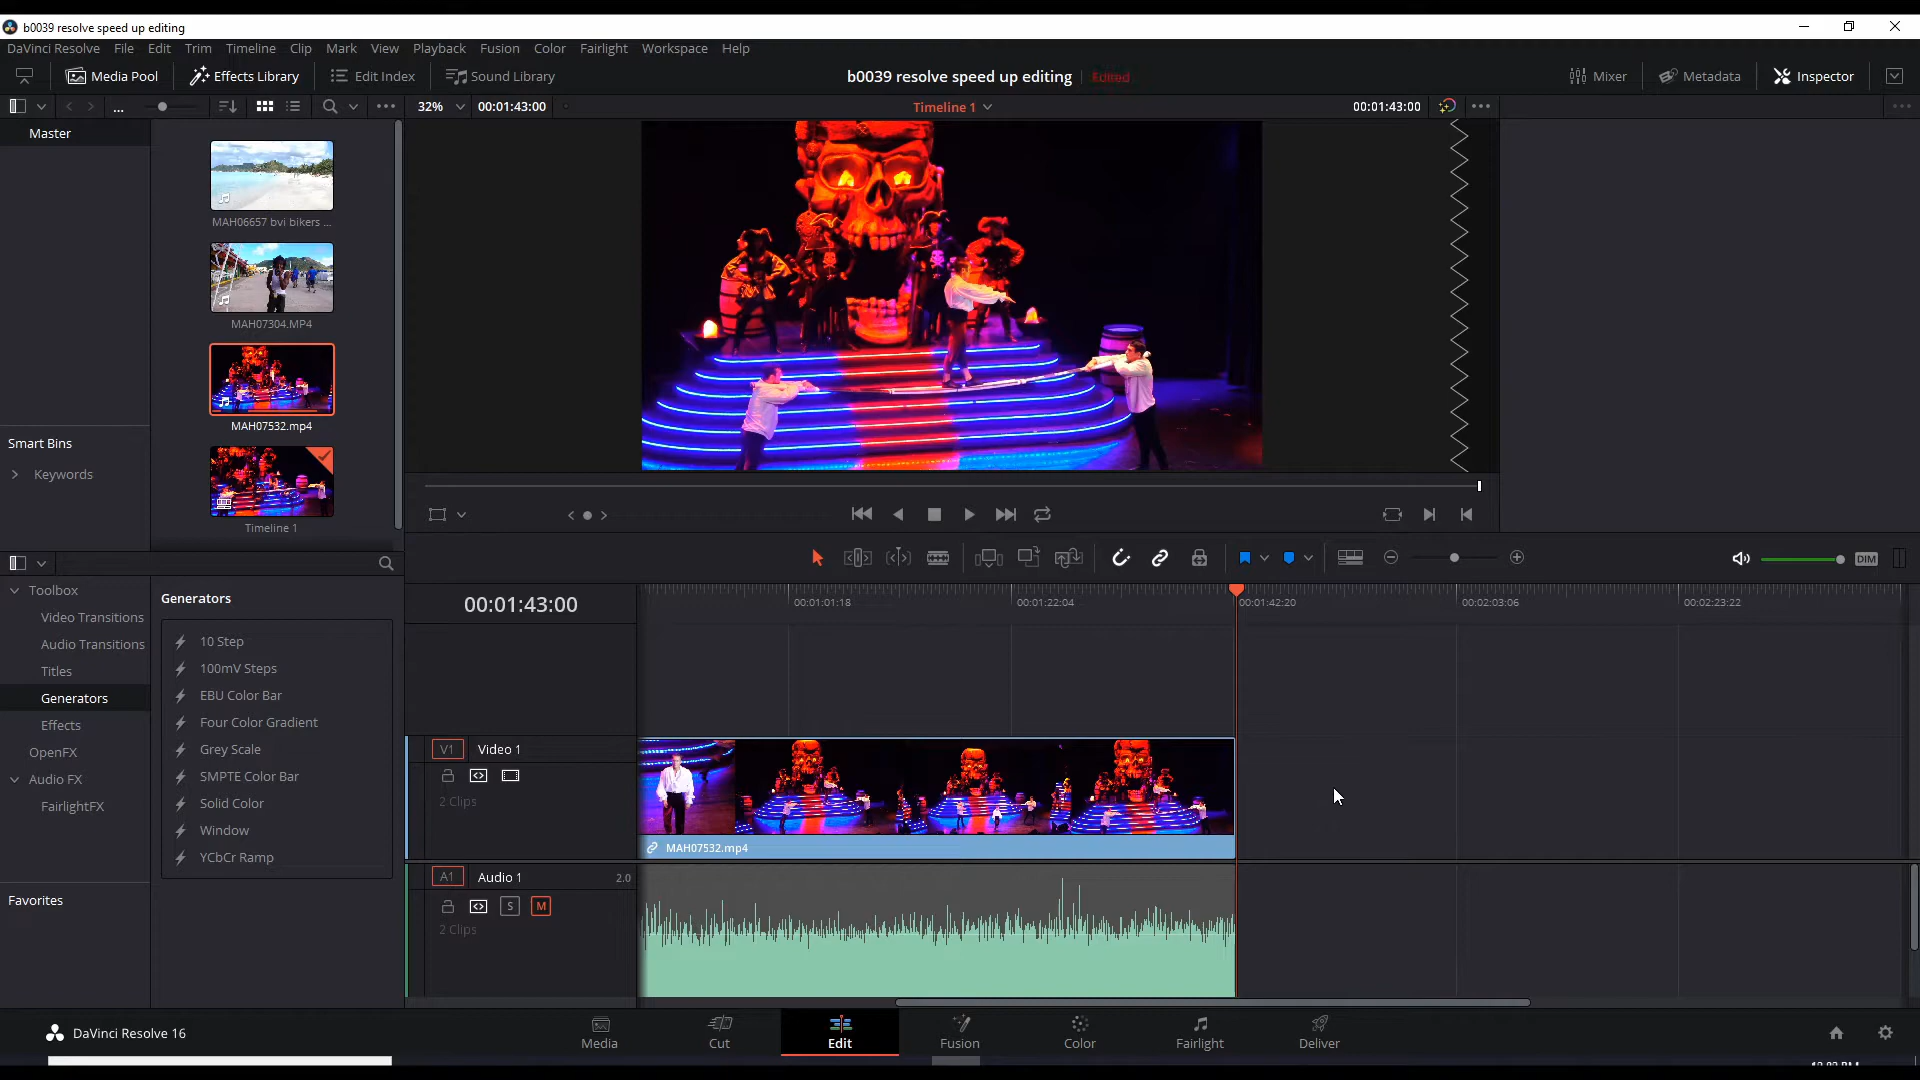 b0039 resolve speed up editing
DaVinci Resolve File Edit Trim Timeline Clip Mark View Playback Fusion Color Fairlight Workspace Help
Media Pool Effects Library Edit Index Sound Library b0039 resolve speed up editing Edited Mixer Metadata Inspector
... 32% 00:01:43:00 Timeline 1 00:01:43:00
Master
MAH06657 bvi bikers ...
MAH07304.MP4
MAH07532.mp4
Timeline 1
Smart Bins
Keywords
DIM
Toolbox
Video Transitions
Audio Transitions
Titles
Generators
Effects
OpenFX
Audio FX
FairlightFX
Favorites
Generators
10 Step
100mV Steps
EBU Color Bar
Four Color Gradient
Grey Scale
SMPTE Color Bar
Solid Color
Window
YCbCr Ramp
00:01:43:00
00:01:01:18 00:01:22:04 00:01:42:20 00:02:03:06 00:02:23:22
V1 Video 1
2 Clips
MAH07532.mp4
A1 Audio 1 2.0
S M
2 Clips
DaVinci Resolve 16
Media Cut Edit Fusion Color Fairlight Deliver